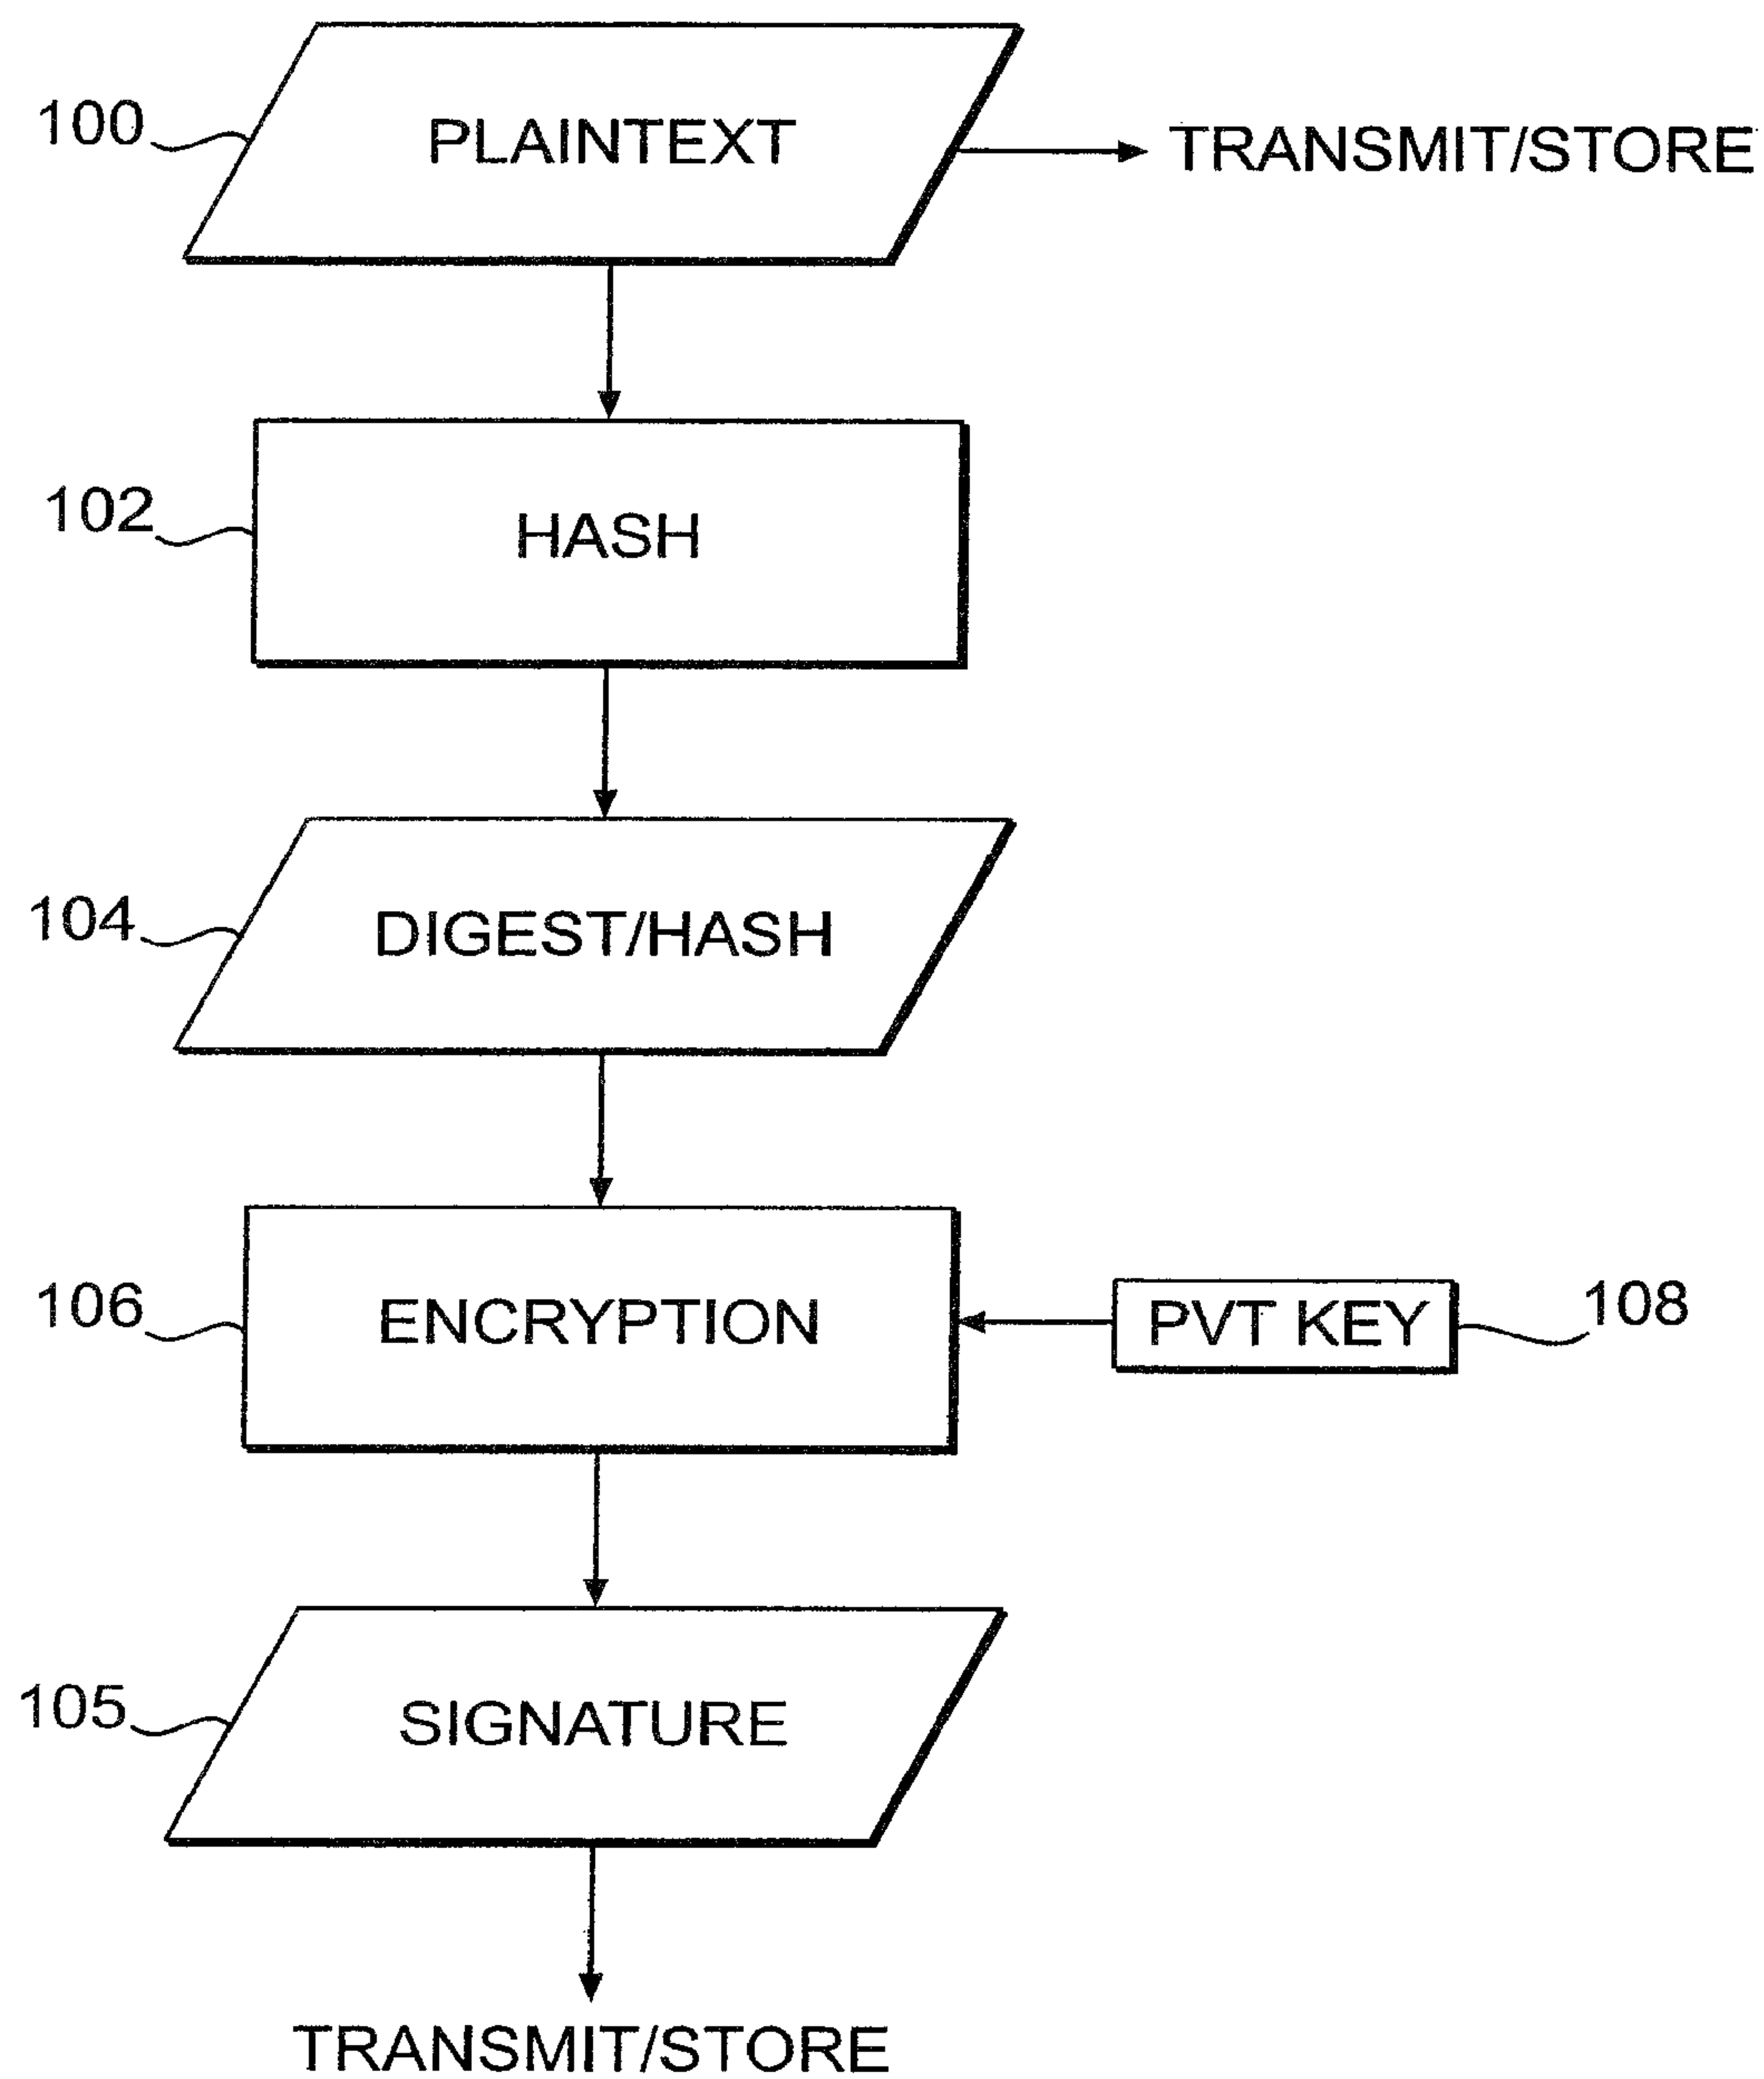 100
PLAINTEXT
TRANSMIT/STORE
102
HASH
104
DIGEST/HASH
106
ENCRYPTION
PVT KEY
108
105
SIGNATURE
TRANSMIT/STORE